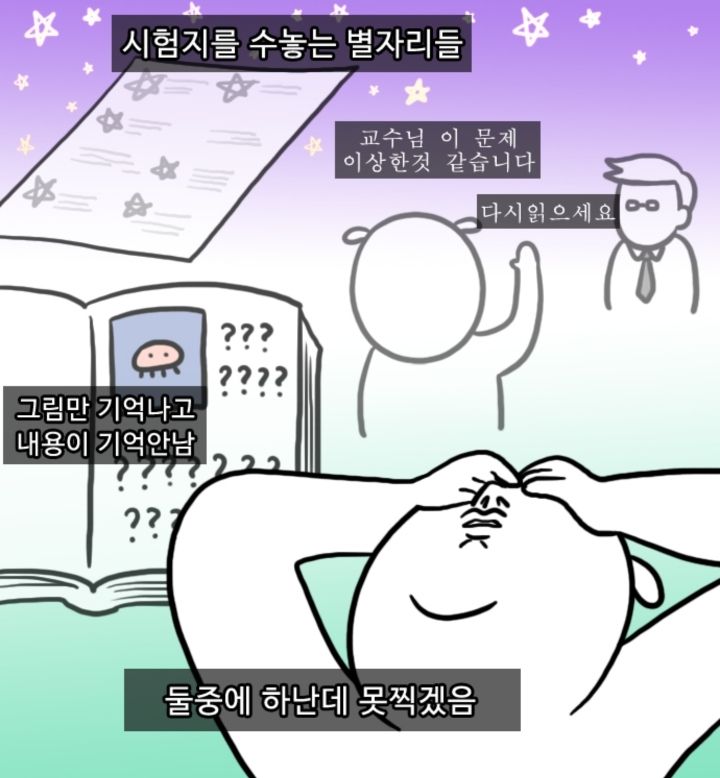 시험지를 수놓는 별자리들
교수님 이 문제
이상한것 같습니다
다시읽으세요
???
????
그림만 기억나고
내용이 기억안남
???????
???
둘중에 하난데 못찍겠음